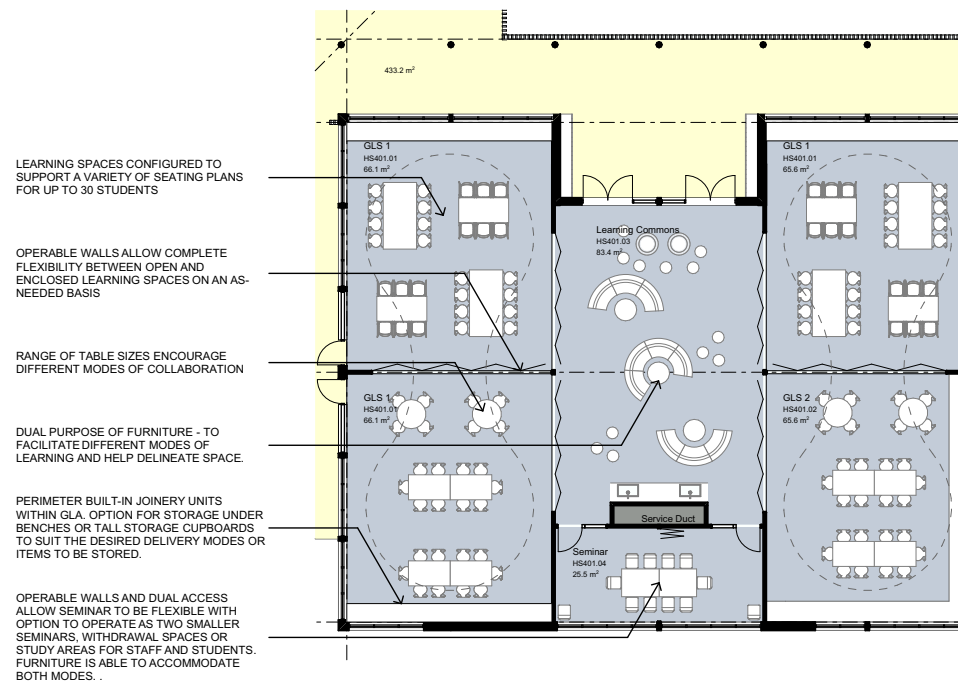 433.2 m²
LEARNING SPACES CONFIGURED TO
SUPPORT A VARIETY OF SEATING PLANS
FOR UP TO 30 STUDENTS
OPERABLE WALLS ALLOW COMPLETE
FLEXIBILITY BETWEEN OPEN AND
ENCLOSED LEARNING SPACES ON AN AS-
NEEDED BASIS
RANGE OF TABLE SIZES ENCOURAGE
DIFFERENT MODES OF COLLABORATION
DUAL PURPOSE OF FURNITURE - TO
FACILITATE DIFFERENT MODES OF
LEARNING AND HELP DELINEATE SPACE.
PERIMETER BUILT-IN JOINERY UNITS
WITHIN GLA. OPTION FOR STORAGE UNDER
BENCHES OR TALL STORAGE CUPBOARDS
TO SUIT THE DESIRED DELIVERY MODES OR
ITEMS TO BE STORED.
OPERABLE WALLS AND DUAL ACCESS
ALLOW SEMINAR TO BE FLEXIBLE WITH
OPTION TO OPERATE AS TWO SMALLER
SEMINARS, WITHDRAWAL SPACES OR
STUDY AREAS FOR STAFF AND STUDENTS.
FURNITURE IS ABLE TO ACCOMMODATE
BOTH MODES. .
GLS 1
HS401.01
66.1 m²
Learning Commons
HS401.03
83.4 m²
GLS 1
HS401.01
65.6 m²
GLS 1
HS401.01
66.1 m²
GLS 2
HS401.02
65.6 m²
Service Duct
Seminar
HS401.04
25.5 m²